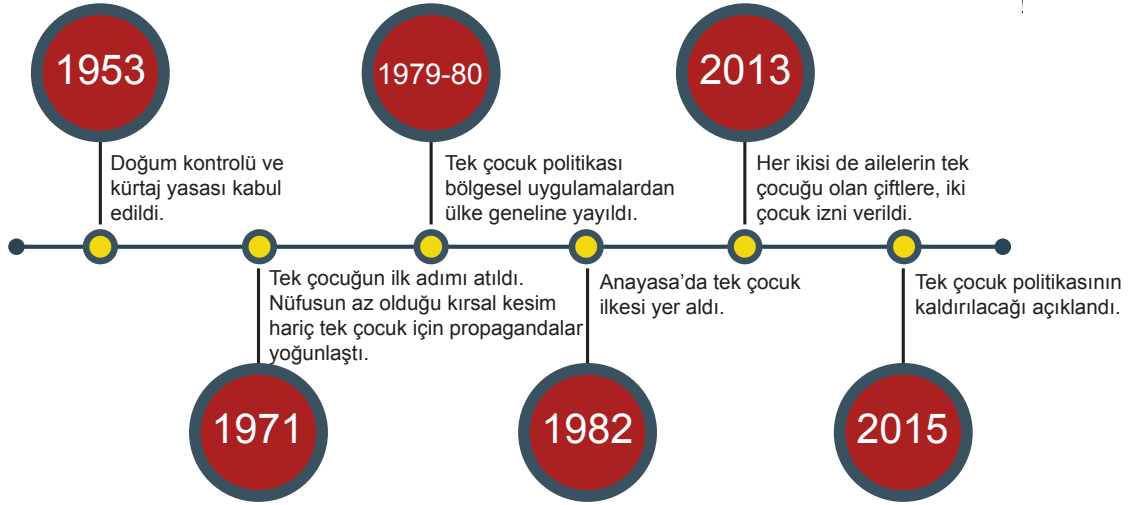 1953
Doğum kontrolü ve
kürtaj yasası kabul
edildi.
1971
Tek çocuğun ilk adımı atıldı.
Nüfusun az olduğu kırsal kesim
hariç tek çocuk için propagandalar
yoğunlaştı.
1979-80
Tek çocuk politikası
bölgesel uygulamalardan
ülke geneline yayıldı.
1982
Anayasa’da tek çocuk
ilkesi yer aldı.
2013
Her ikisi de ailelerin tek
çocuğu olan çiftlere, iki
çocuk izni verildi.
2015
Tek çocuk politikasının
kaldırılacağı açıklandı.